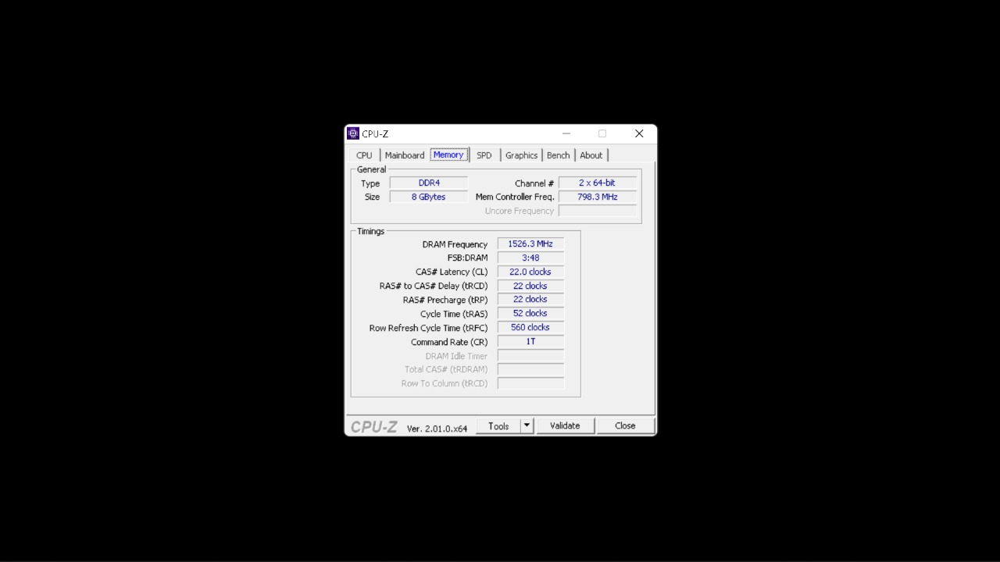 CPU-Z
CPU Mainboard Memory SPD Graphics Bench About
General
Type DDR4 Channel # 2 x 64-bit
Size 8 GBytes Mem Controller Freq. 798.3 MHz
Uncore Frequency
Timings
DRAM Frequency 1526.3 MHz
FSB:DRAM 3:48
CAS# Latency (CL) 22.0 clocks
RAS# to CAS# Delay (tRCD) 22 clocks
RAS# Precharge (tRP) 22 clocks
Cycle Time (tRAS) 52 clocks
Row Refresh Cycle Time (tRFC) 560 clocks
Command Rate (CR) 1T
DRAM Idle Timer
Total CAS# (tRDRAM)
Row To Column (tRCD)
CPU-Z Ver. 2.01.0.x64 Tools Validate Close